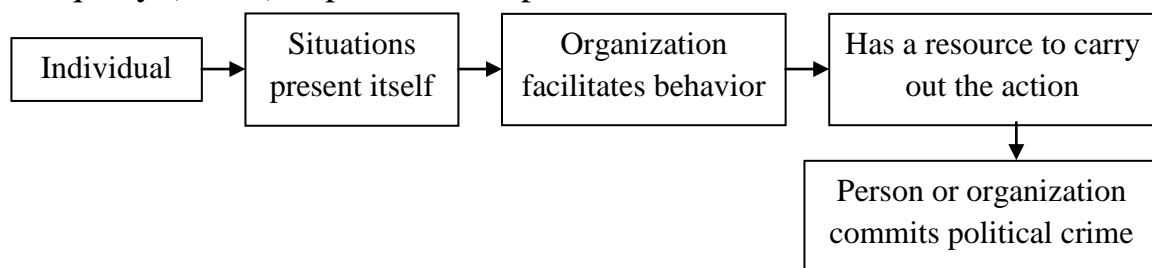 Individual
Situations
present itself
Organization
facilitates behavior
Has a resource to carry
out the action
Person or organization
commits political crime